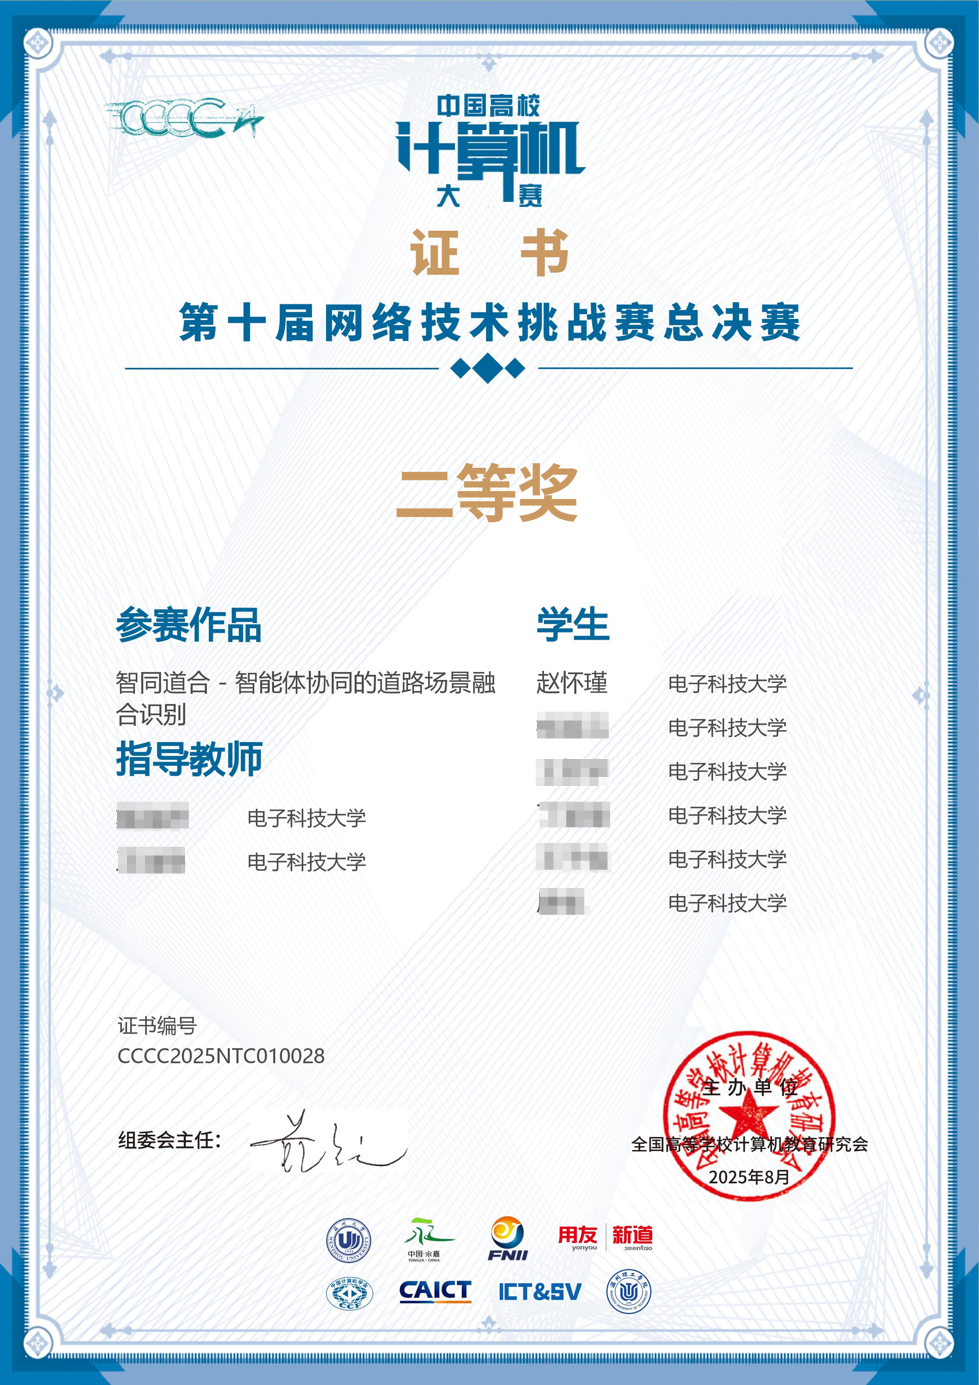 CCCC
中国高校
计算机
大赛
证书
第十届网络技术挑战赛总决赛
二等奖
参赛作品
智同道合 - 智能体协同的道路场景融
合识别
指导教师
电子科技大学
电子科技大学
学生
赵怀瑾 电子科技大学
电子科技大学
电子科技大学
电子科技大学
电子科技大学
电子科技大学
证书编号
CCCC2025NTC010028
组委会主任：
主办单位
全国高等学校计算机教育研究会
2025年8月
全国高等学校计算机教育研究会
中国·永嘉
YONGJIA·CHINA
FNII
用友 新道
yonyou seentao
中国计算机学会
CCF
CAICT
ICT&SV